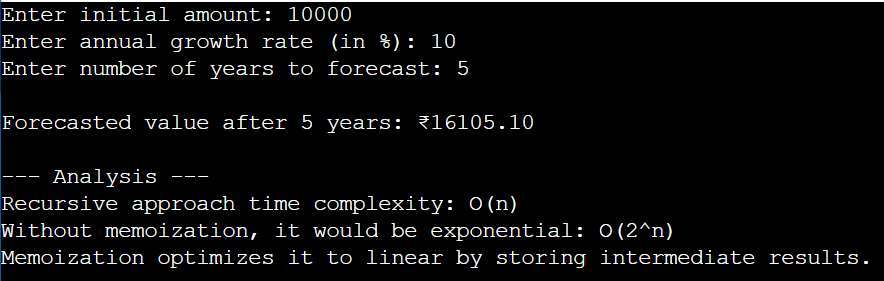 Enter initial amount: 10000
Enter annual growth rate (in %): 10
Enter number of years to forecast: 5
Forecasted value after 5 years: ₹16105.10
--- Analysis ---
Recursive approach time complexity: O(n)
Without memoization, it would be exponential: O(2^n)
Memoization optimizes it to linear by storing intermediate results.